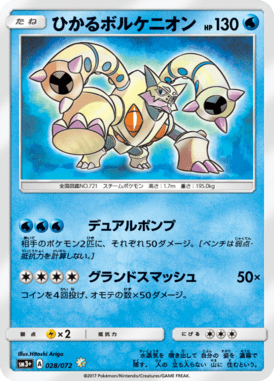 たね
ひかるボルケニオン
HP 130
全国図鑑NO.721 スチームポケモン 高さ：1.7m 重さ：195.0kg
デュアルポンプ
相手のポケモン2匹に、それぞれ50ダメージ。［ベンチは弱点・
抵抗力を計算しない。］
グランドスマッシュ 50×
コインを4回投げ、オモテの数×50ダメージ。
弱点 ×2 抵抗力 にげる
Illus. Hitoshi Ariga
sm3+ A 028/072
©2017 Pokémon/Nintendo/Creatures/GAME FREAK.